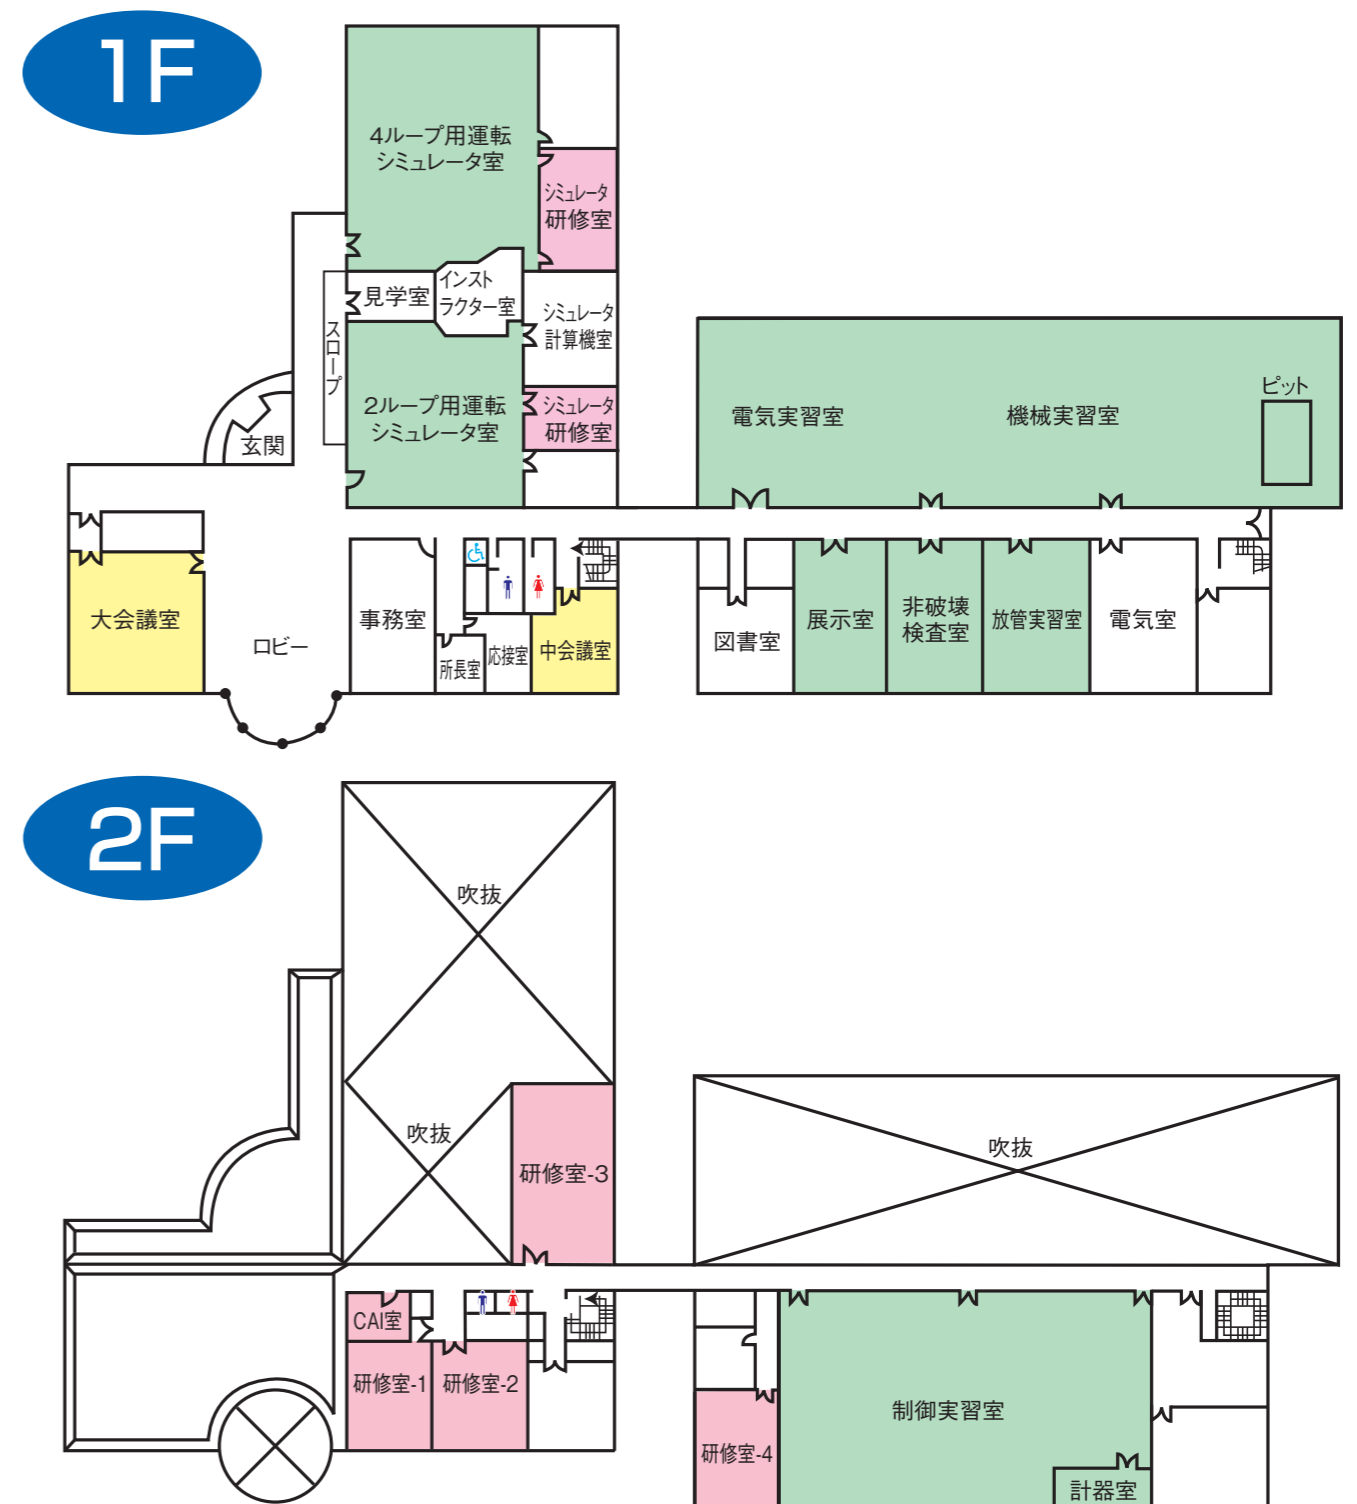 1F
4ループ用運転
シミュレータ室
シミュレータ
研修室
見学室
インスト
ラクター室
シミュレータ
計算機室
スロープ
2ループ用運転
シミュレータ室
シミュレータ
研修室
玄関
電気実習室
機械実習室
ピット
大会議室
ロビー
事務室
所長室
応接室
中会議室
図書室
展示室
非破壊
検査室
放管実習室
電気室
2F
吹抜
吹抜
研修室-3
吹抜
CAI室
研修室-1
研修室-2
研修室-4
制御実習室
計器室